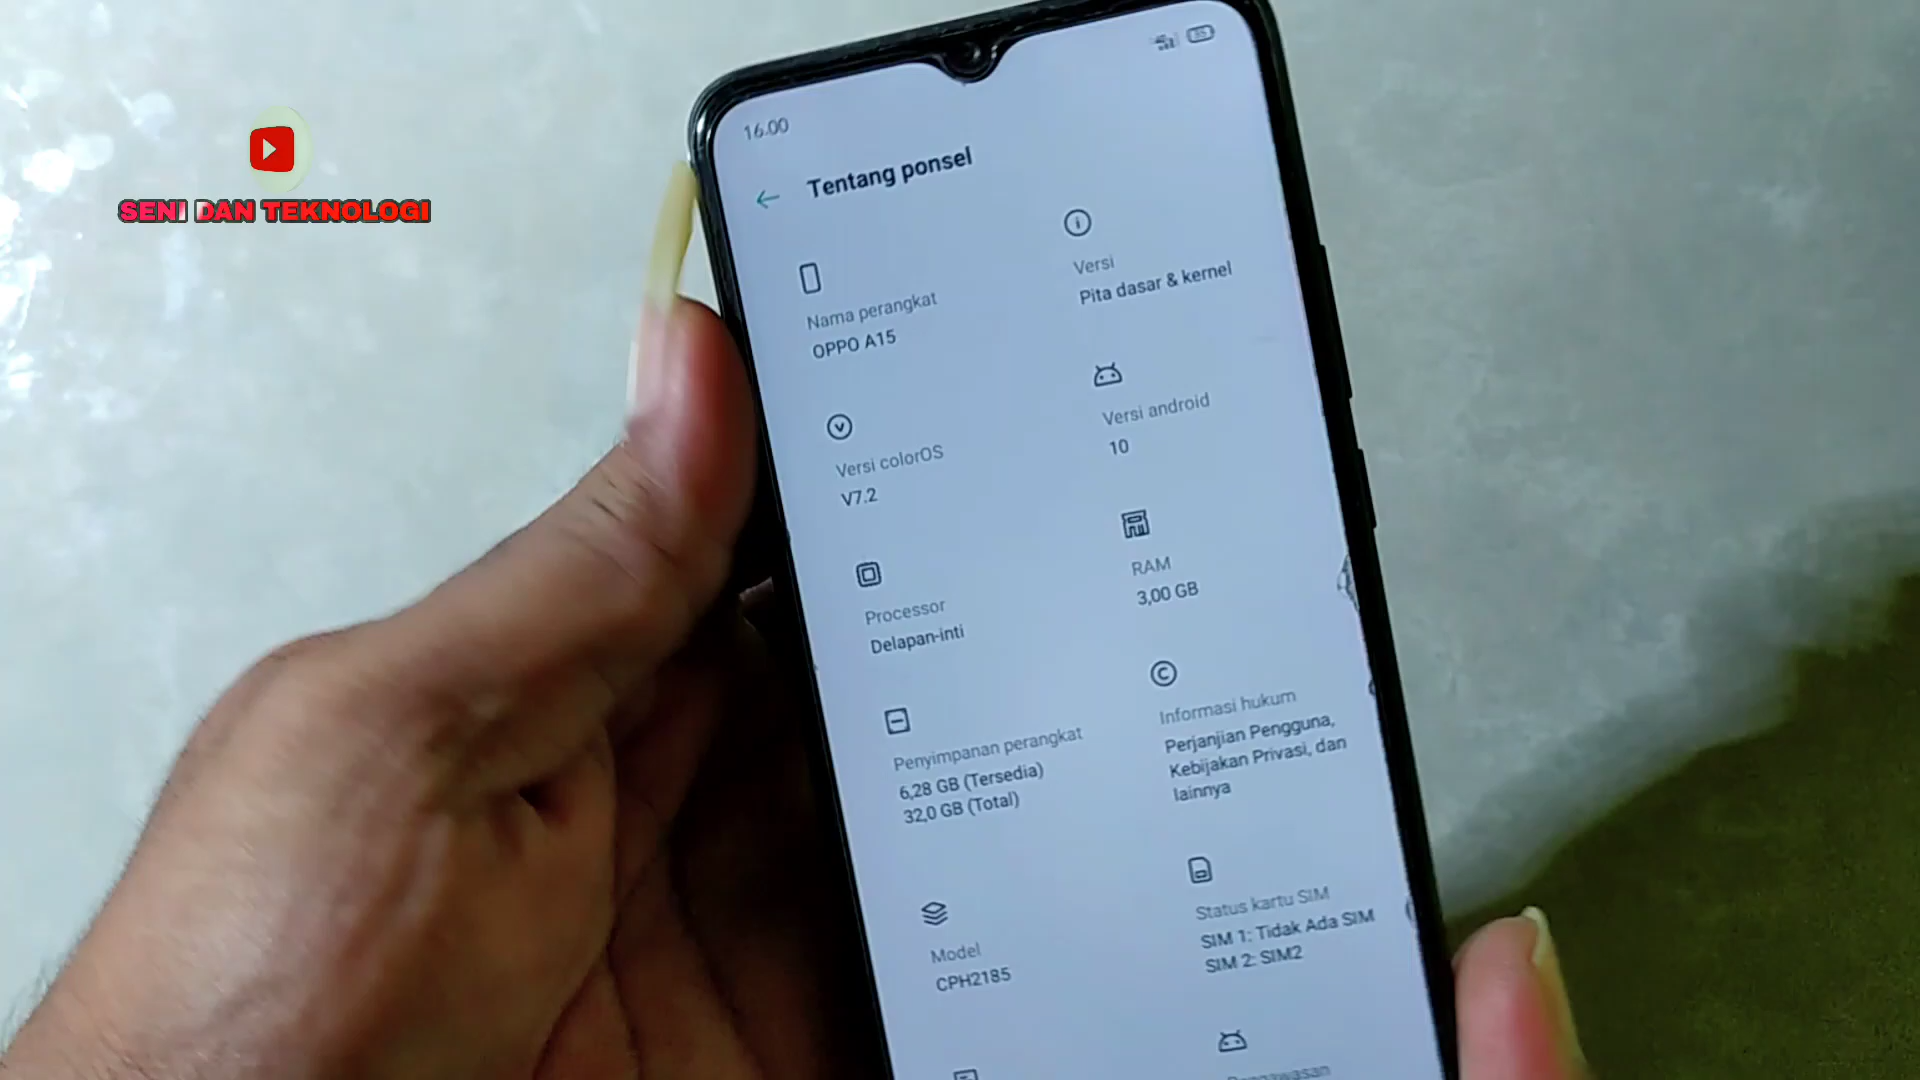 SENI DAN TEKNOLOGI
16.00
Tentang ponsel
Nama perangkat
OPPO A15
Versi
Pita dasar & kernel
Versi colorOS
V7.2
Versi android
10
Processor
Delapan-inti
RAM
3,00 GB
Penyimpanan perangkat
6,28 GB (Tersedia)
32,0 GB (Total)
Informasi hukum
Perjanjian Pengguna,
Kebijakan Privasi, dan
lainnya
Model
CPH2185
Status kartu SIM
SIM 1: Tidak Ada SIM
SIM 2: SIM2